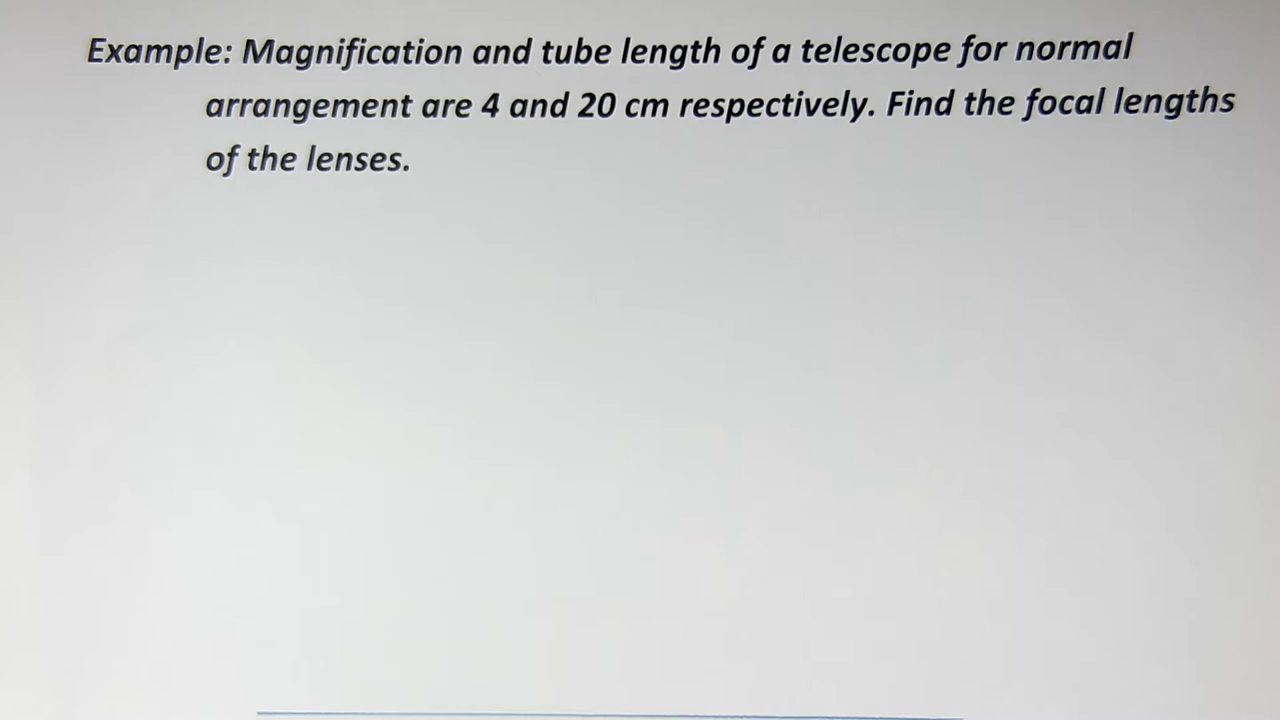 Example: Magnification and tube length of a telescope for normal
arrangement are 4 and 20 cm respectively. Find the focal lengths
of the lenses.